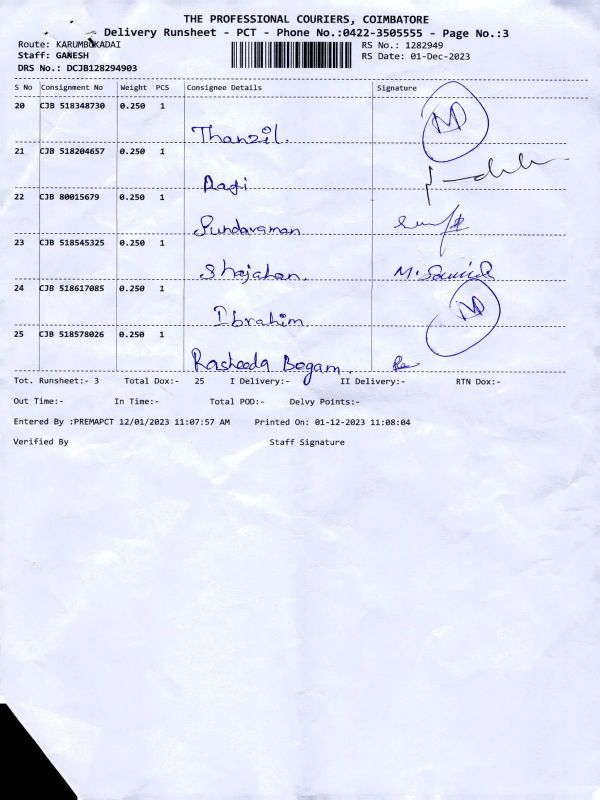 THE PROFESSIONAL COURIERS, COIMBATORE
Delivery Runsheet - PCT - Phone No.:0422-3505555 - Page No.:3
Route: KARUMBUKADAI
RS No.: 1282949
Staff: GANESH
RS Date: 01-Dec-2023
DRS No.: DCJB128294903
S No Consignment No Weight PCS Consignee Details Signature
20 CJB 518348730 0.250 1
Thanzil. M
21 CJB 518204657 0.250 1
22 CJB 80015679 0.250 1
Sundaraman
23 CJB 518545325 0.250 1
Shajahan.
24 CJB 518617085 0.250 1
Ibrahim. M
25 CJB 518578026 0.250 1
Rasheeda Begam.
Tot. Runsheet:- 3 Total Dox:- 25 I Delivery:- II Delivery:- RTN Dox:-
Out Time:- In Time:- Total POD:- Delvy Points:-
Entered By :PREMAPCT 12/01/2023 11:07:57 AM Printed On: 01-12-2023 11:08:04
Verified By Staff Signature